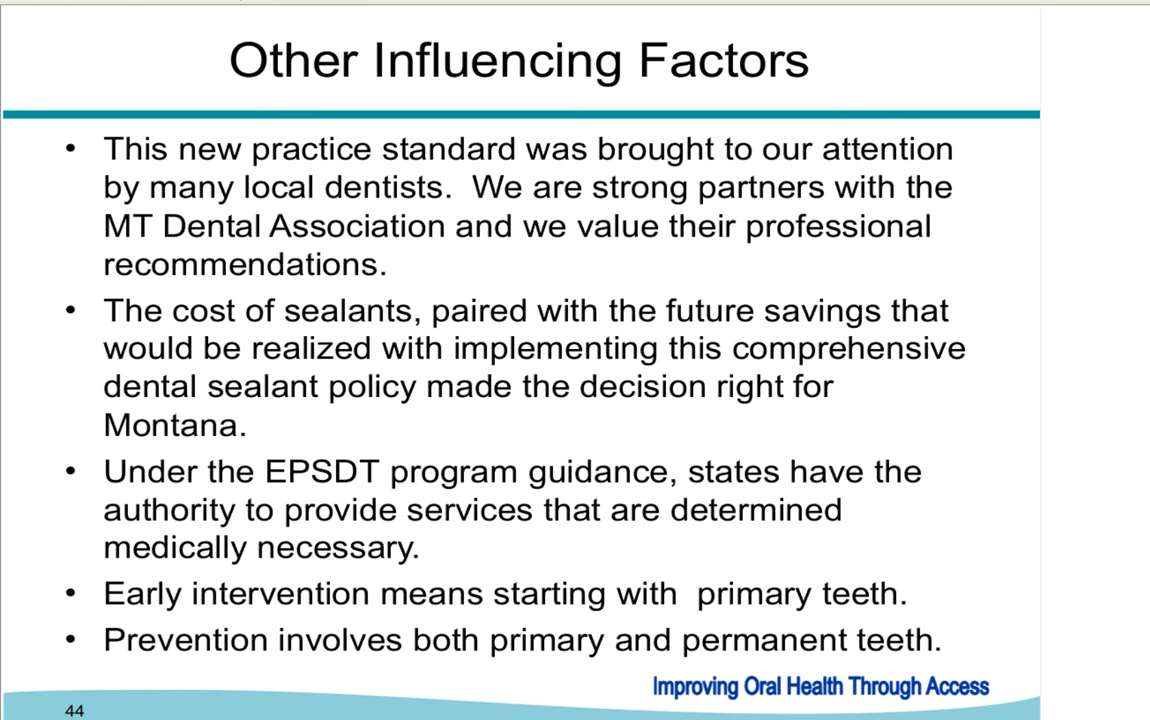 Other Influencing Factors
• This new practice standard was brought to our attention
by many local dentists.  We are strong partners with the
MT Dental Association and we value their professional
recommendations.
• The cost of sealants, paired with the future savings that
would be realized with implementing this comprehensive
dental sealant policy made the decision right for
Montana.
• Under the EPSDT program guidance, states have the
authority to provide services that are determined
medically necessary.
• Early intervention means starting with  primary teeth.
• Prevention involves both primary and permanent teeth.
Improving Oral Health Through Access
44